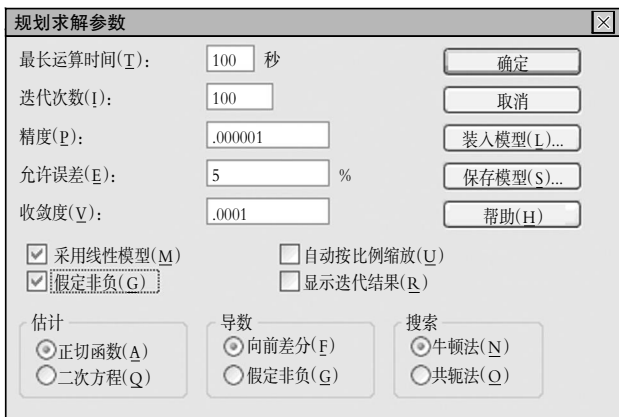 规划求解参数
最长运算时间(T): 100 秒 确定
迭代次数(I): 100 取消
精度(P): .000001 装入模型(L)...
允许误差(E): 5 % 保存模型(S)...
收敛度(V): .0001 帮助(H)
采用线性模型(M) 自动按比例缩放(U)
假定非负(G) 显示迭代结果(R)
估计 导数 搜索
正切函数(A) 向前差分(F) 牛顿法(N)
二次方程(Q) 假定非负(G) 共轭法(O)